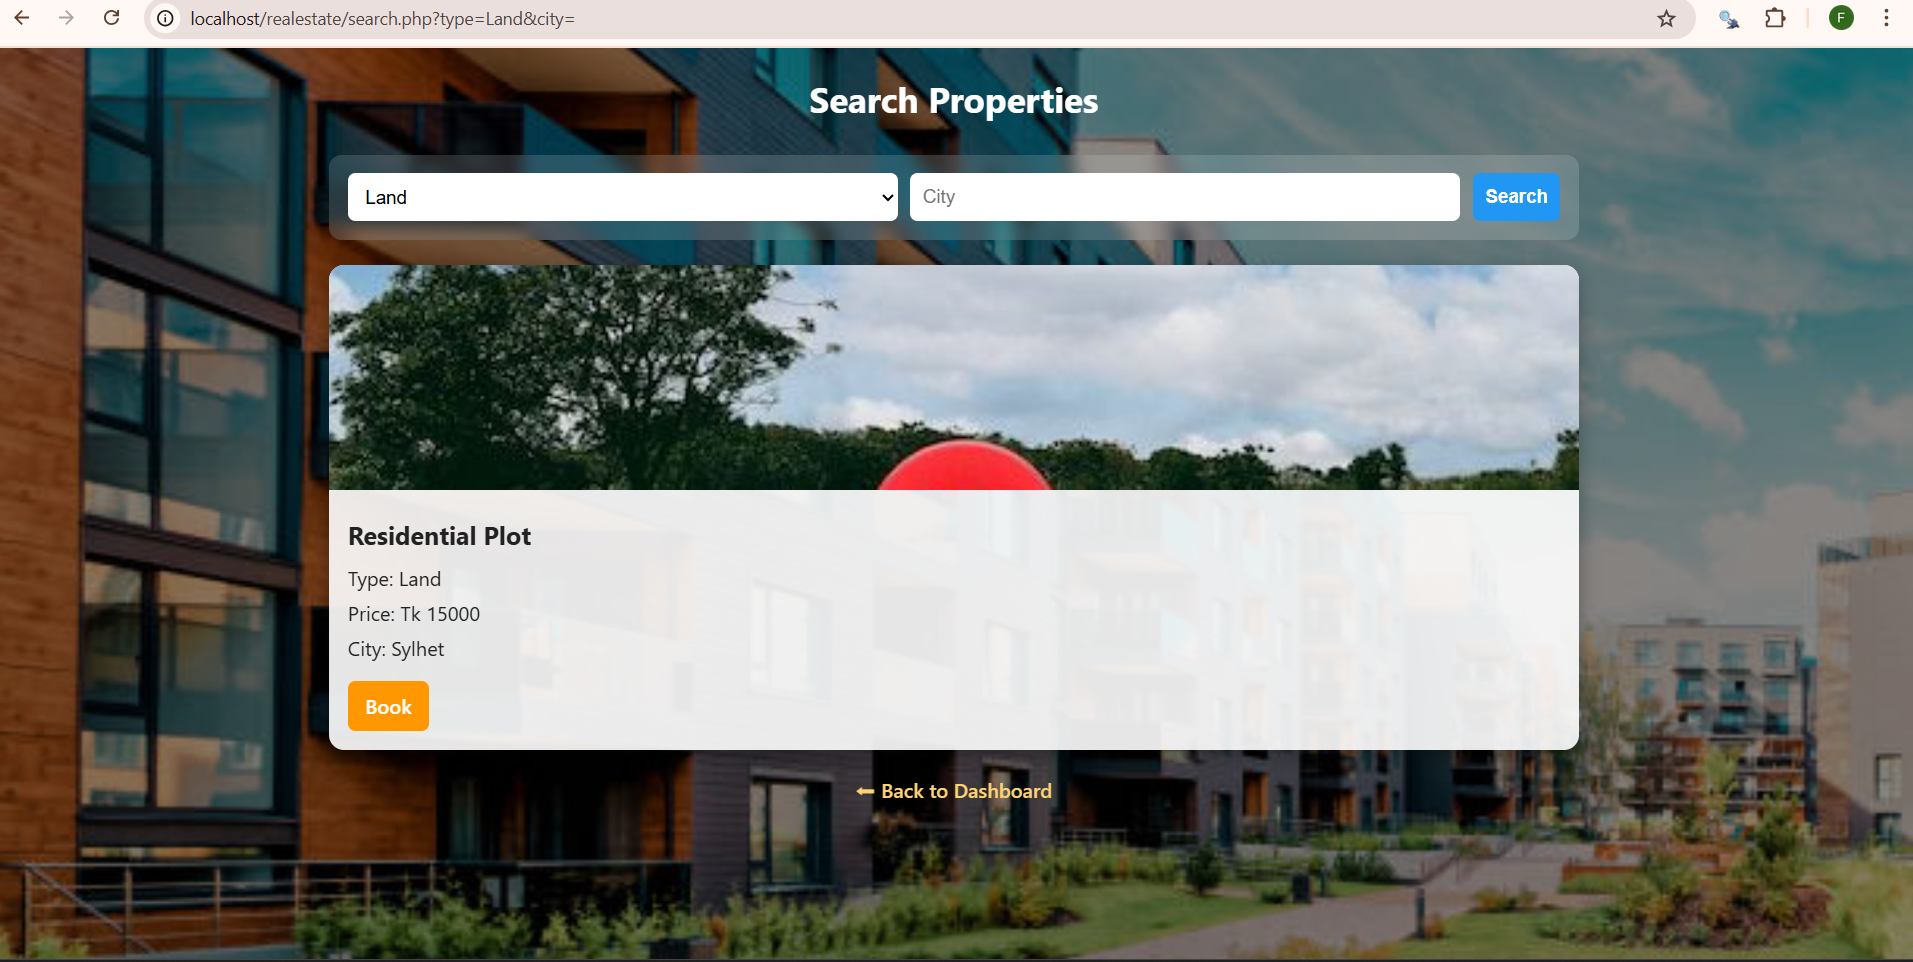 localhost/realestate/search.php?type=Land&city=
F
Search Properties
Land
City
Search
Residential Plot
Type: Land
Price: Tk 15000
City: Sylhet
Book
Back to Dashboard